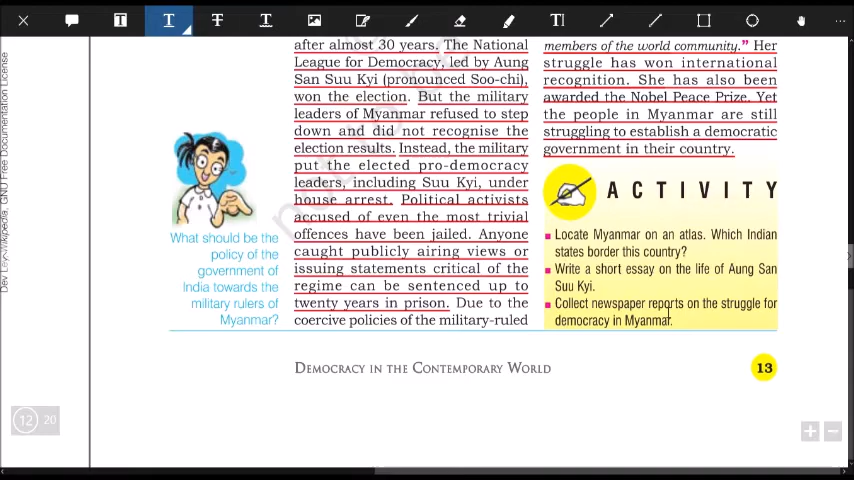 after almost 30 years. The National
League for Democracy, led by Aung
San Suu Kyi (pronounced Soo-chi),
won the election. But the military
leaders of Myanmar refused to step
down and did not recognise the
election results. Instead, the military
put the elected pro-democracy
leaders, including Suu Kyi, under
house arrest. Political activists
accused of even the most trivial
offences have been jailed. Anyone
caught publicly airing views or
issuing statements critical of the
regime can be sentenced up to
twenty years in prison. Due to the
coercive policies of the military-ruled
members of the world community.” Her
struggle has won international
recognition. She has also been
awarded the Nobel Peace Prize. Yet
the people in Myanmar are still
struggling to establish a democratic
government in their country.
ACTIVITY
Locate Myanmar on an atlas. Which Indian
states border this country?
Write a short essay on the life of Aung San
Suu Kyi.
Collect newspaper reports on the struggle for
democracy in Myanmar.
What should be the
policy of the
government of
India towards the
military rulers of
Myanmar?
Wikipedia, GNU Free Documentation License
DEMOCRACY IN THE CONTEMPORARY WORLD
13
12 20